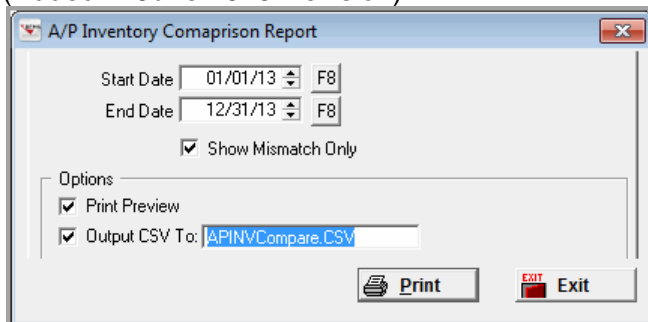 A/P Inventory Comaprison Report
Start Date 01/01/13 F8
End Date 12/31/13 F8
Show Mismatch Only
Options
Print Preview
Output CSV To: APINVCompare.CSV
Print EXIT Exit